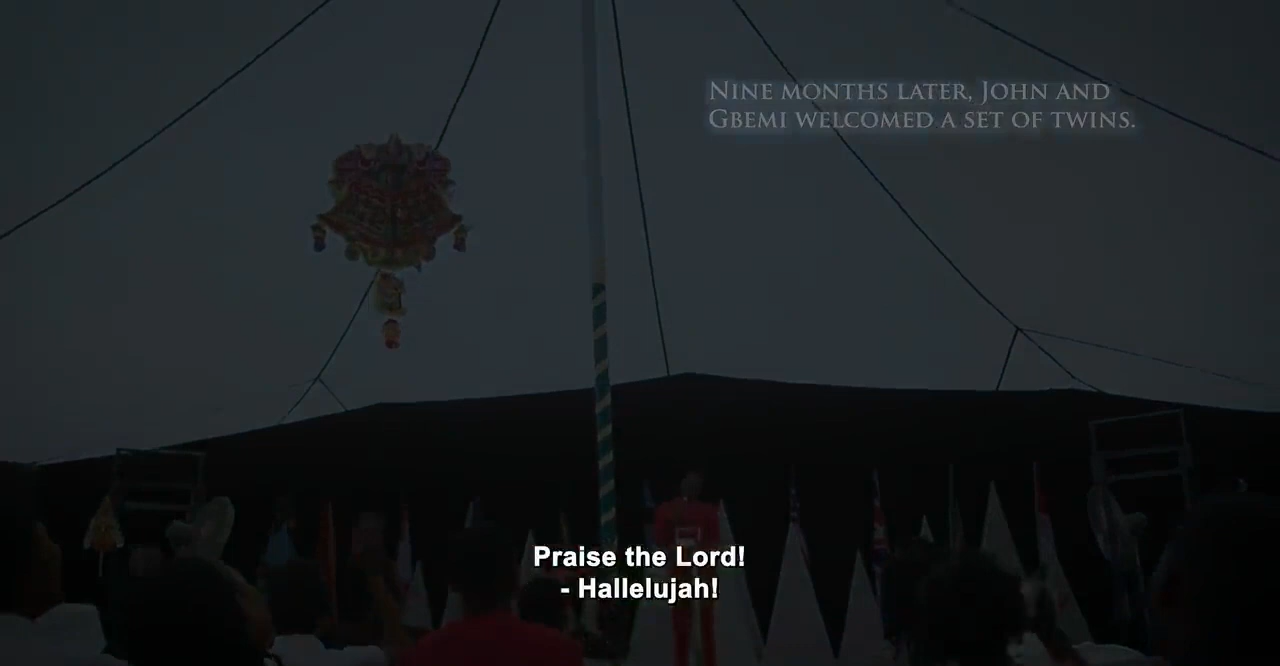 Nine months later, John and
Gbemi welcomed a set of twins.
Praise the Lord!
- Hallelujah!